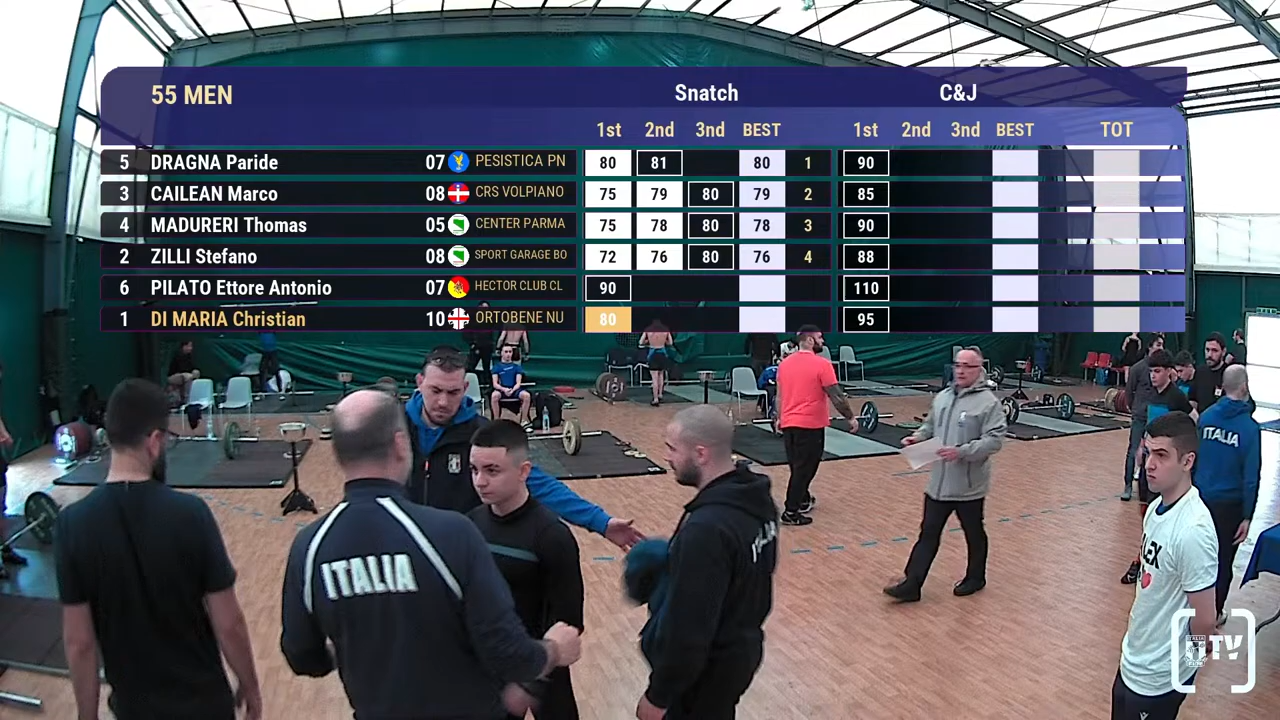 55 MEN Snatch C&J
1st 2nd 3nd BEST 1st 2nd 3nd BEST TOT
5 DRAGNA Paride 07 PESISTICA PN 80 81 80 1 90
3 CAILEAN Marco 08 CRS VOLPIANO 75 79 80 79 2 85
4 MADURERI Thomas 05 CENTER PARMA 75 78 80 78 3 90
2 ZILLI Stefano 08 SPORT GARAGE BO 72 76 80 76 4 88
6 PILATO Ettore Antonio 07 HECTOR CLUB CL 90 110
1 DI MARIA Christian 10 ORTOBENE NU 80 95
ITALIA
ITALIA
ITALIA
TV